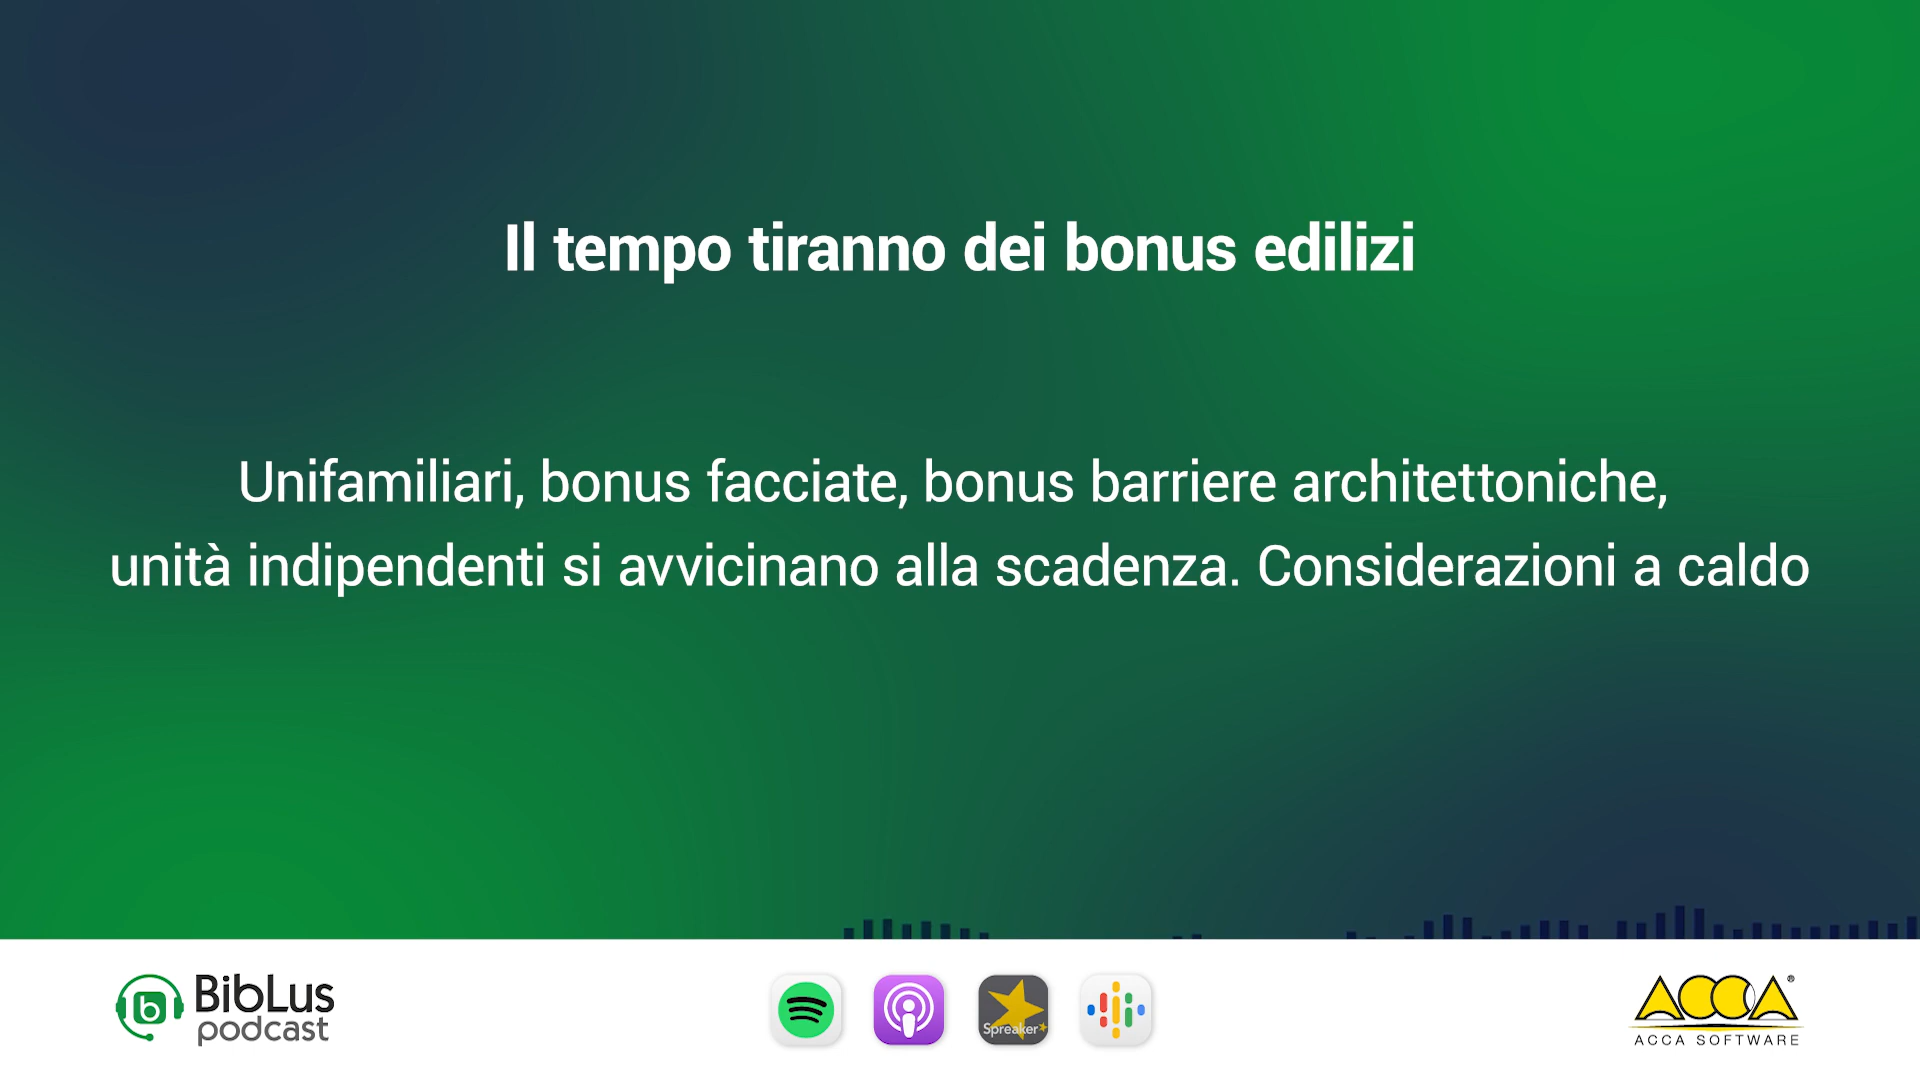 Il tempo tiranno dei bonus edilizi
Unifamiliari, bonus facciate, bonus barriere architettoniche,
unità indipendenti si avvicinano alla scadenza. Considerazioni a caldo
b BibLus
podcast
Spreaker
ACCA®
ACCA SOFTWARE